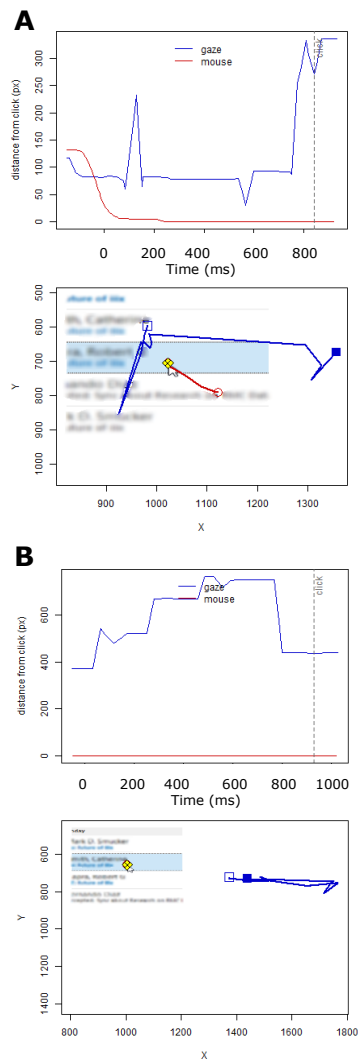 A
distance from click (px)
0 50 100 150 200 250 300
gaze
mouse
click
0 200 400 600 800
Time (ms)
Y
500 600 700 800 900 1000
900 1000 1100 1200 1300
X
B
distance from click (px)
0 200 400 600
gaze
mouse
click
0 200 400 600 800 1000
Time (ms)
Y
600 800 1000 1200 1400
Mark D. Smucker
800 1000 1200 1400 1600 1800
X